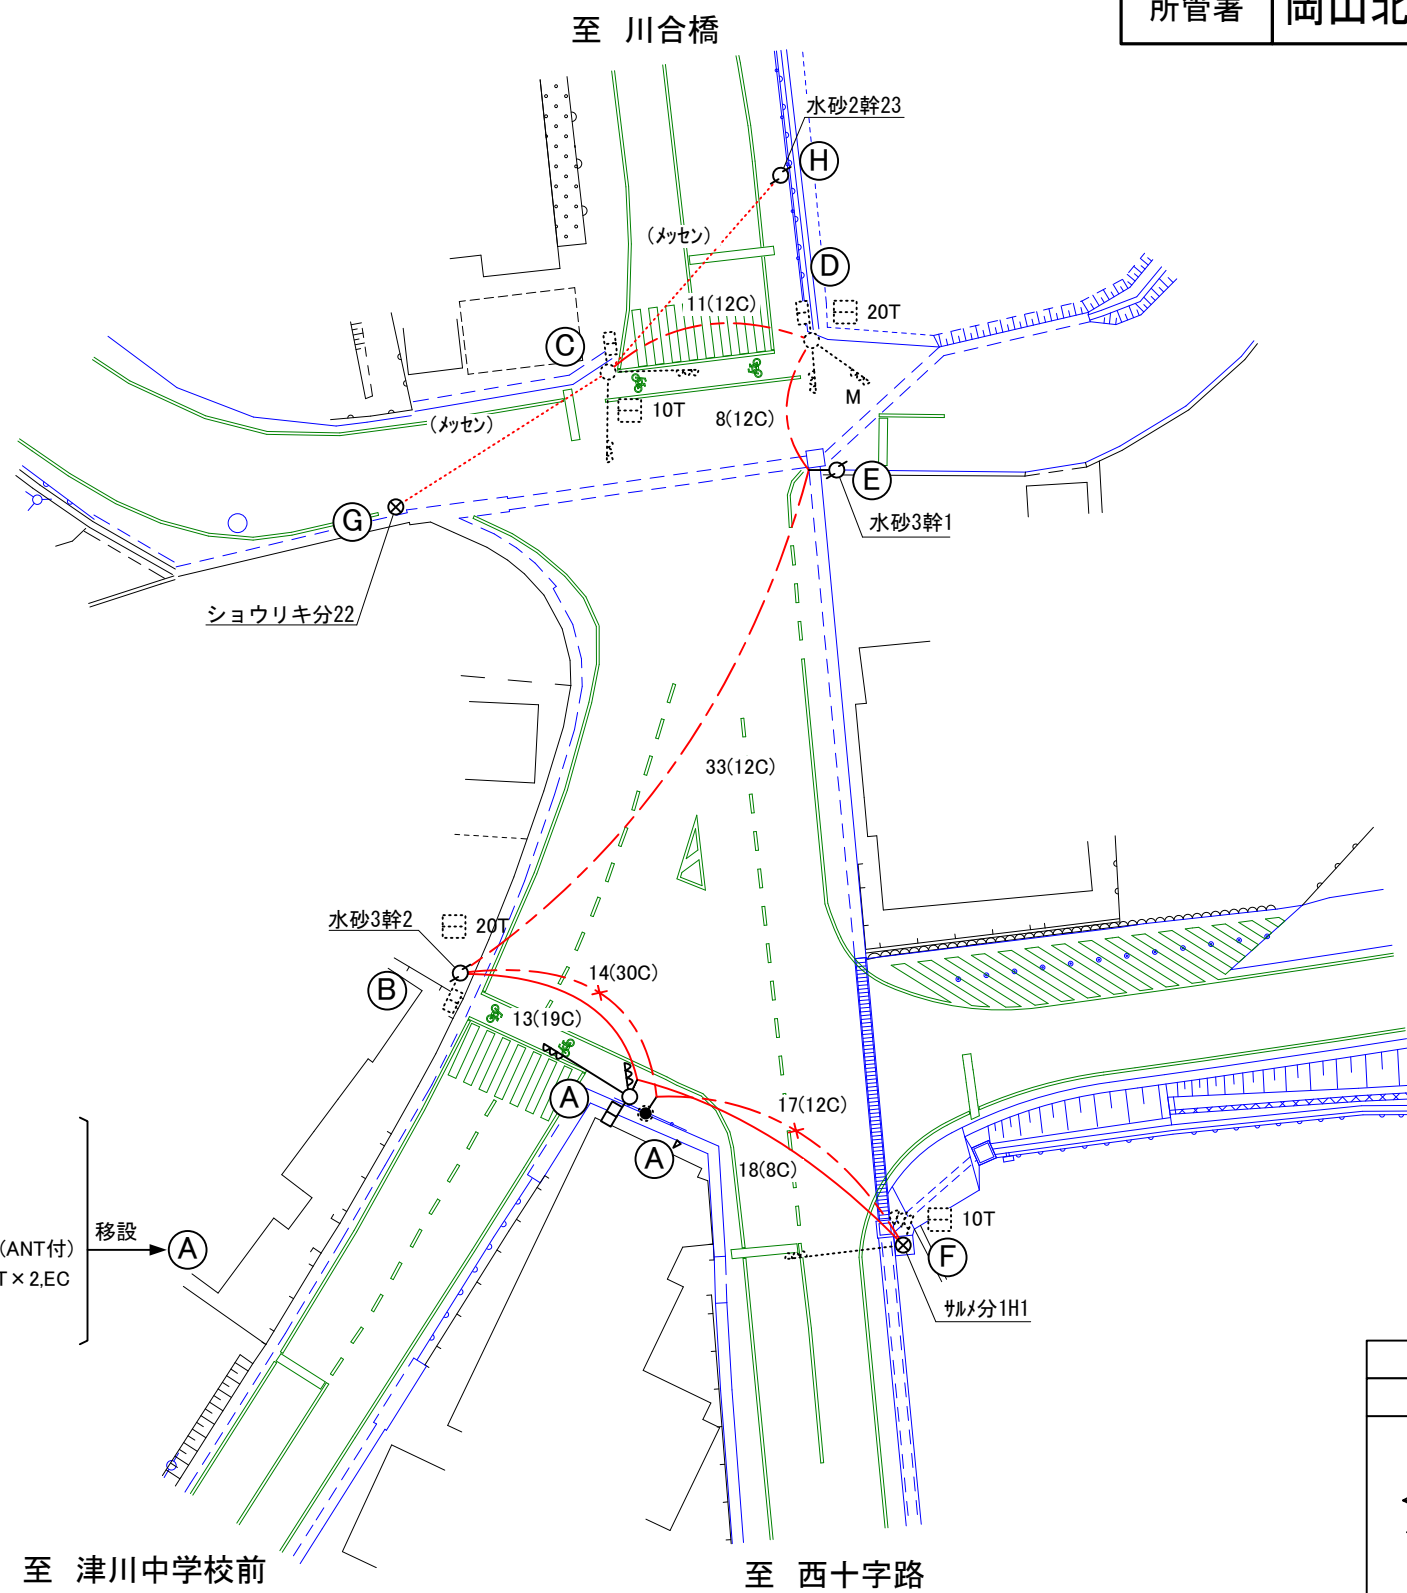 所管署
岡山北
至 川合橋
水砂2幹23
H
(メッセン)
D
11(12C)
20T
C
M
10T
8(12C)
(メッセン)
E
G
水砂3幹1
ショウリキ分22
33(12C)
水砂3幹2
20T
14(30C)
B
13(19C)
A
17(12C)
A
18(8C)
10T
移設
(ANT付)
A
F
T×2,EC
サルメ分1H1
至 津川中学校前
至 西十字路